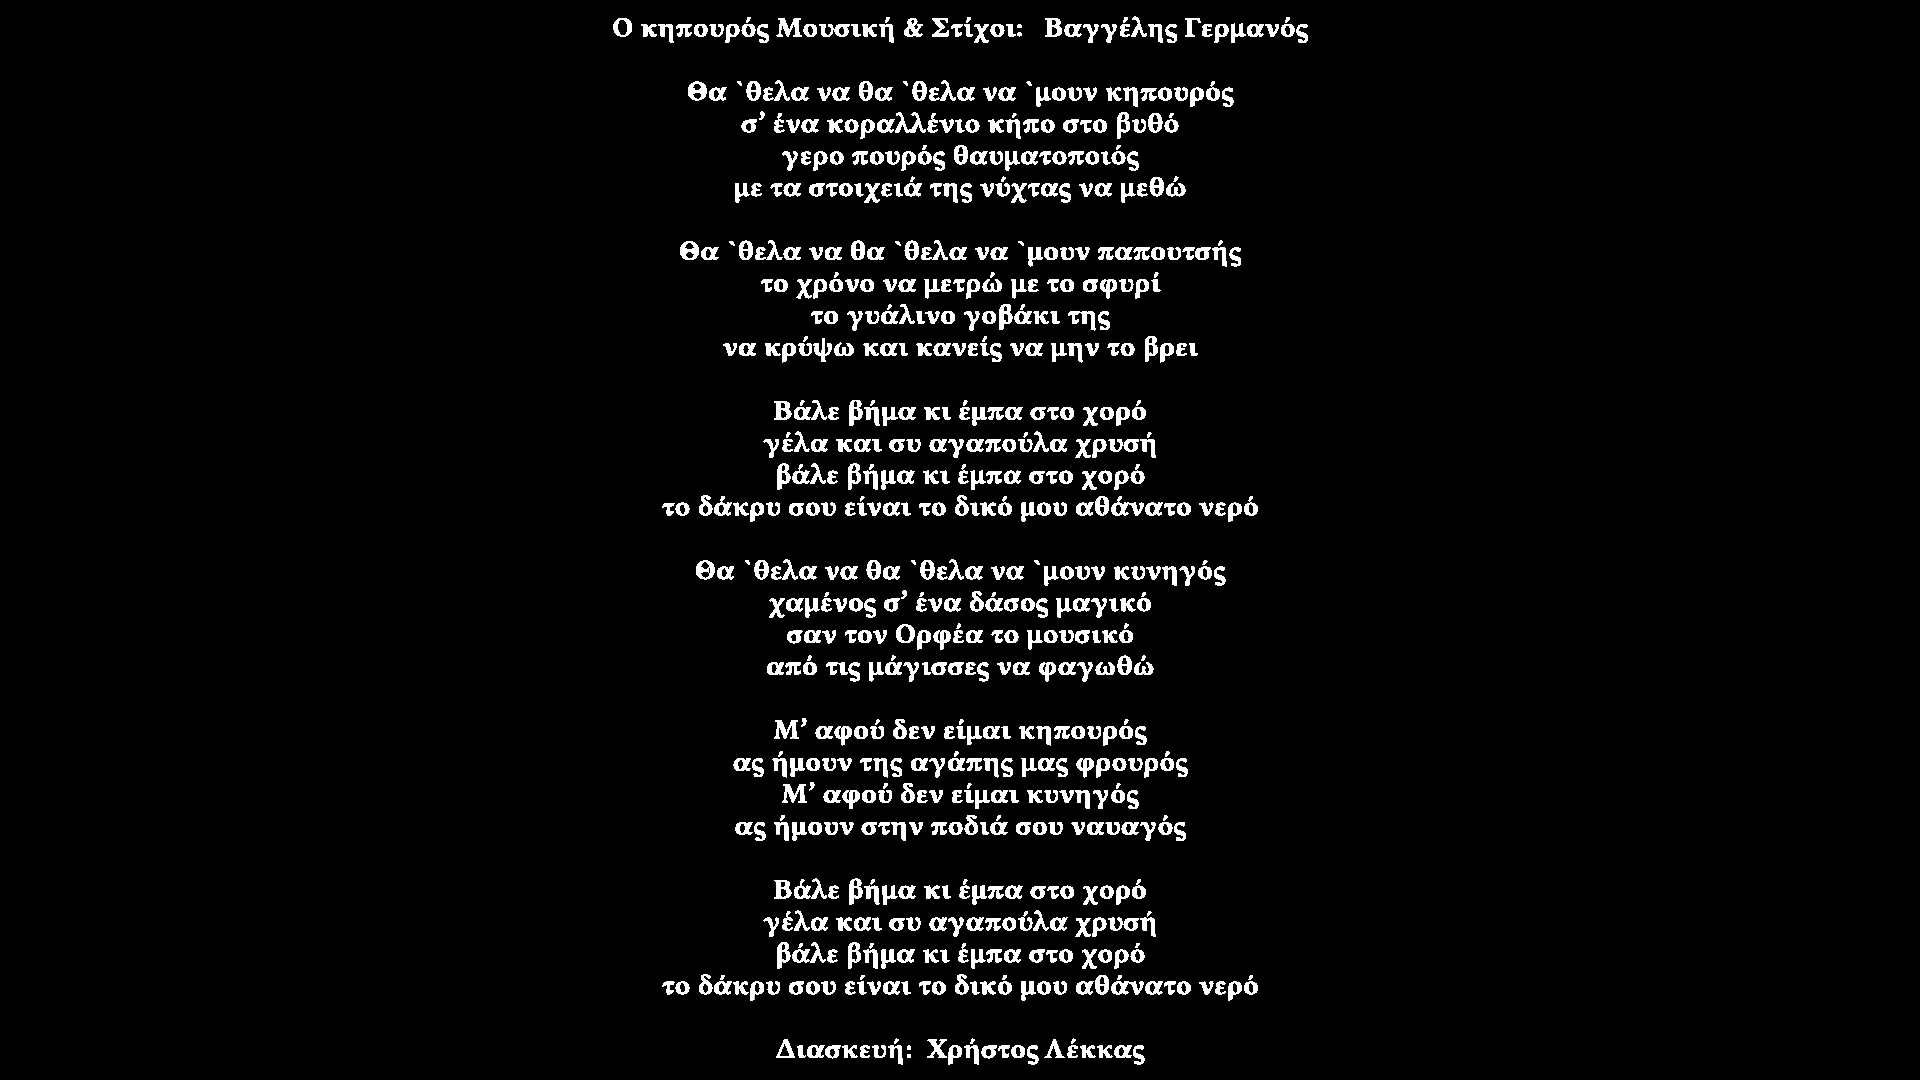 Ο κηπουρός Μουσική & Στίχοι:   Βαγγέλης Γερμανός
Θα `θελα να θα `θελα να `μουν κηπουρός
σ’ ένα κοραλλένιο κήπο στο βυθό
γερο πουρός θαυματοποιός
με τα στοιχειά της νύχτας να μεθώ
Θα `θελα να θα `θελα να `μουν παπουτσής
το χρόνο να μετρώ με το σφυρί
το γυάλινο γοβάκι της
να κρύψω και κανείς να μην το βρει
Βάλε βήμα κι έμπα στο χορό
γέλα και συ αγαπούλα χρυσή
βάλε βήμα κι έμπα στο χορό
το δάκρυ σου είναι το δικό μου αθάνατο νερό
Θα `θελα να θα `θελα να `μουν κυνηγός
χαμένος σ’ ένα δάσος μαγικό
σαν τον Ορφέα το μουσικό
από τις μάγισσες να φαγωθώ
Μ’ αφού δεν είμαι κηπουρός
ας ήμουν της αγάπης μας φρουρός
Μ’ αφού δεν είμαι κυνηγός
ας ήμουν στην ποδιά σου ναυαγός
Βάλε βήμα κι έμπα στο χορό
γέλα και συ αγαπούλα χρυσή
βάλε βήμα κι έμπα στο χορό
το δάκρυ σου είναι το δικό μου αθάνατο νερό
Διασκευή:  Χρήστος Λέκκας